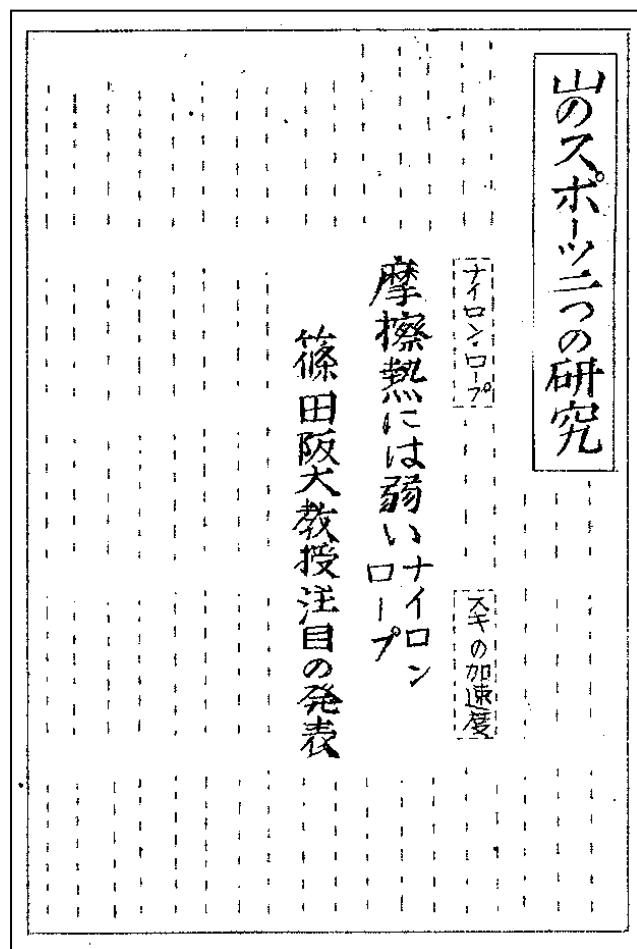 山のスポーツ二つの研究
ナイロン・ロープ
スキの加速度
摩擦熱には弱いナイロン
ロープ
篠田阪大教授注目の発表